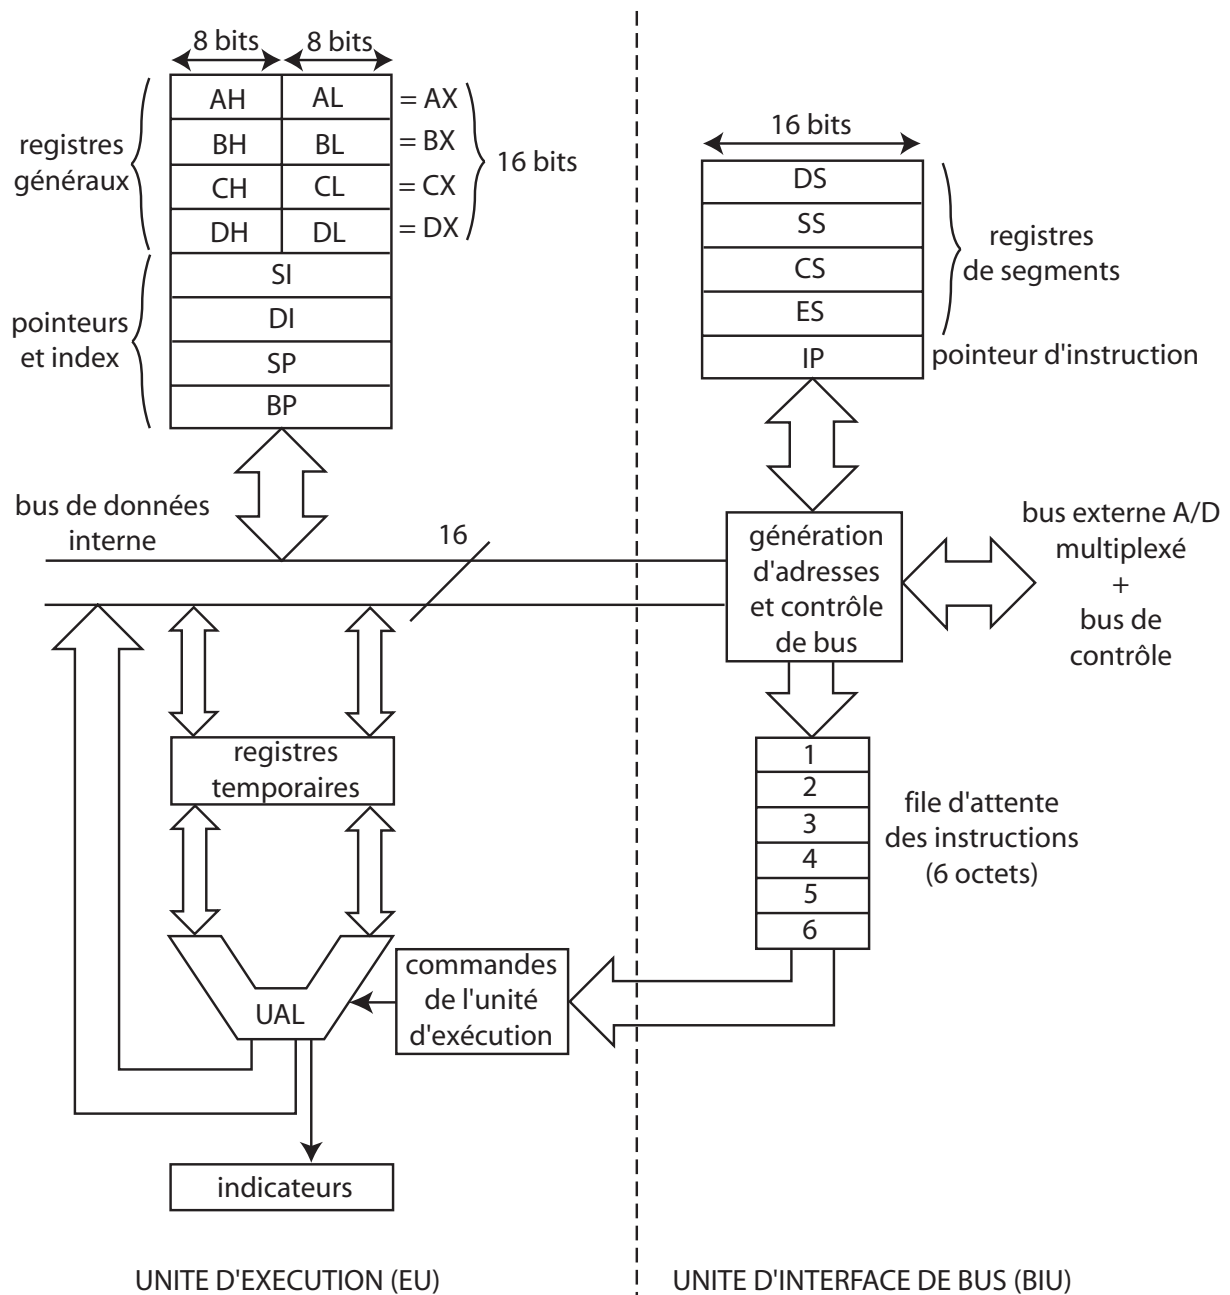 8 bits
8 bits
AH
AL
= AX
BH
BL
= BX
CH
CL
= CX
DH
DL
= DX
registres
généraux
16 bits
SI
DI
SP
BP
pointeurs
et index
16 bits
DS
SS
CS
ES
IP
registres
de segments
pointeur d'instruction
bus de données
interne
16
génération
d'adresses
et contrôle
de bus
bus externe A/D
multiplexé
+
bus de
contrôle
registres
temporaires
1
2
3
4
5
6
file d'attente
des instructions
(6 octets)
UAL
commandes
de l'unité
d'exécution
indicateurs
UNITE D'EXECUTION (EU)
UNITE D'INTERFACE DE BUS (BIU)